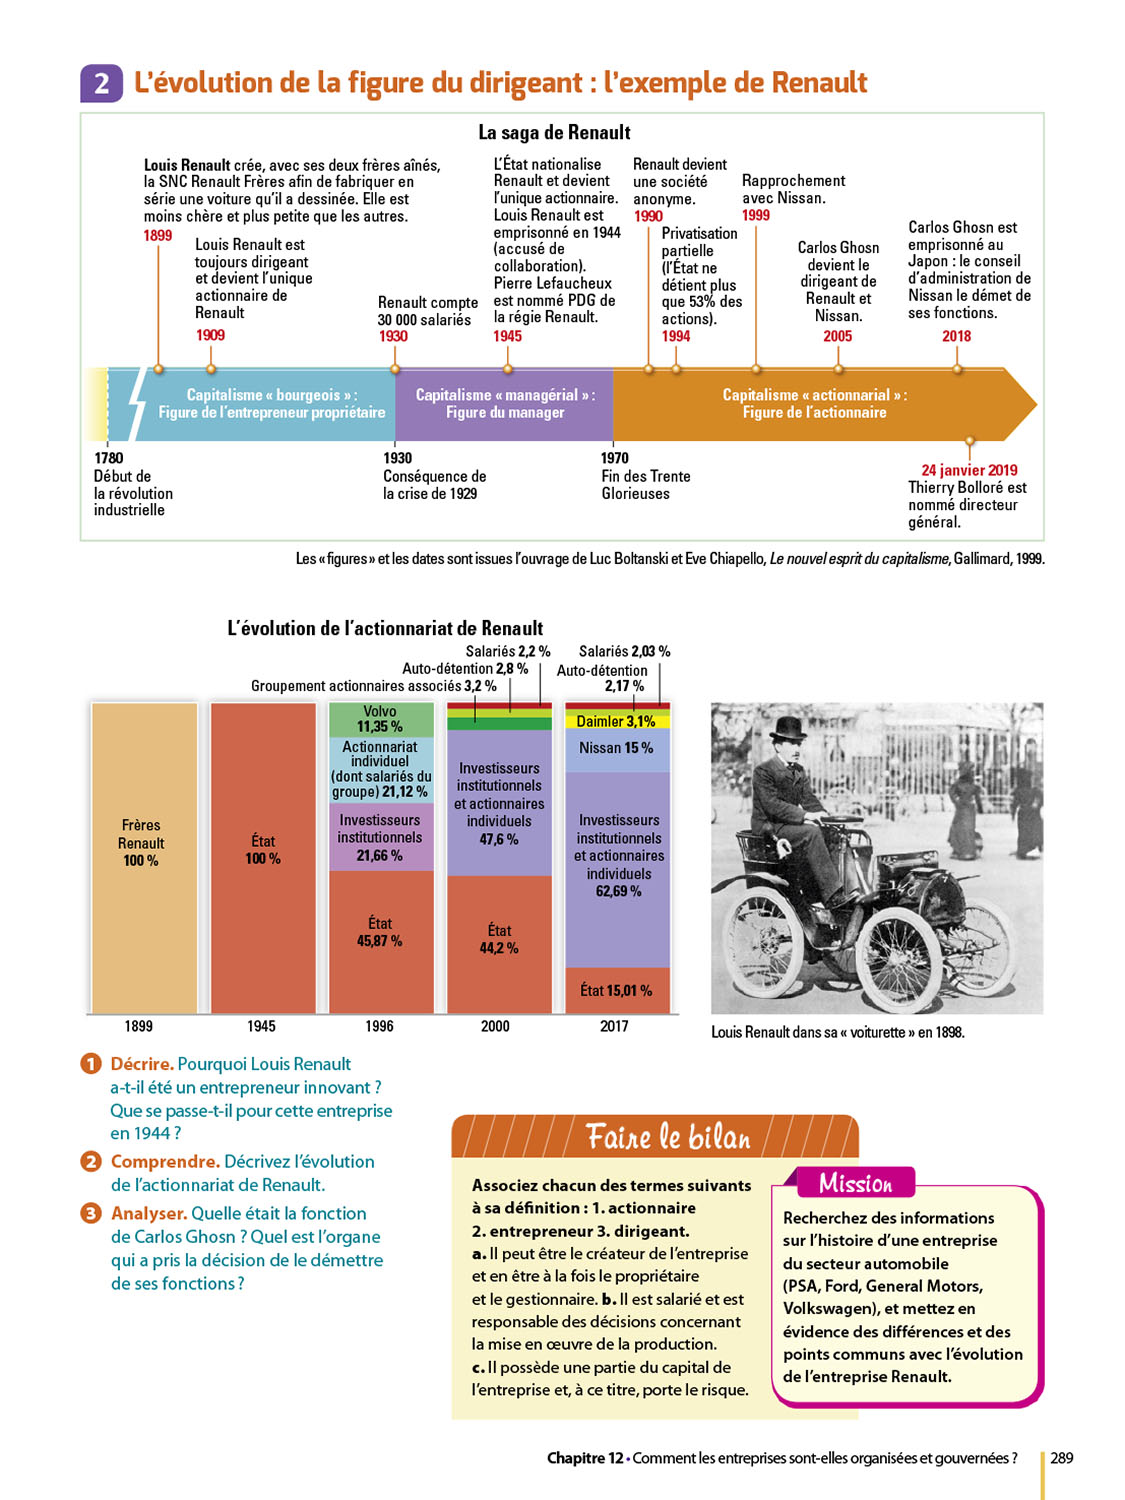 2 L'évolution de la figure du dirigeant : l'exemple de Renault
La saga de Renault
Louis Renault crée, avec ses deux frères aînés,
la SNC Renault Frères afin de fabriquer en
série une voiture qu'il a dessinée. Elle est
moins chère et plus petite que les autres.
1899
Louis Renault est
toujours dirigeant
et devient l'unique
actionnaire de
Renault
1909
Renault compte
30 000 salariés
1930
L'État nationalise
Renault et devient
l'unique actionnaire.
Louis Renault est
emprisonné en 1944
(accusé de
collaboration).
Pierre Lefaucheux
est nommé PDG de
la régie Renault.
1945
Renault devient
une société
anonyme.
1990
Privatisation
partielle
(l'État ne
détient plus
que 53% des
actions).
1994
Rapprochement
avec Nissan.
1999
Carlos Ghosn
devient le
dirigeant de
Renault et
Nissan.
2005
Carlos Ghosn est
emprisonné au
Japon : le conseil
d'administration de
Nissan le démet de
ses fonctions.
2018
Capitalisme « bourgeois » :
Figure de l'entrepreneur propriétaire
Capitalisme « managérial » :
Figure du manager
Capitalisme « actionnarial » :
Figure de l'actionnaire
1780
Début de
la révolution
industrielle
1930
Conséquence de
la crise de 1929
1970
Fin des Trente
Glorieuses
24 janvier 2019
Thierry Bolloré est
nommé directeur
général.
Les « figures » et les dates sont issues l'ouvrage de Luc Boltanski et Eve Chiapello, Le nouvel esprit du capitalisme, Gallimard, 1999.
L'évolution de l'actionnariat de Renault
Salariés 2,2 %
Auto-détention 2,8 %
Groupement actionnaires associés 3,2 %
Salariés 2,03 %
Auto-détention
2,17 %
Frères
Renault
100 %
État
100 %
Volvo
11,35 %
Actionnariat
individuel
(dont salariés du
groupe) 21,12 %
Investisseurs
institutionnels
21,66 %
État
45,87 %
Investisseurs
institutionnels
et actionnaires
individuels
47,6 %
État
44,2 %
Daimler 3,1%
Nissan 15 %
Investisseurs
institutionnels
et actionnaires
individuels
62,69 %
État 15,01 %
1899 1945 1996 2000 2017
Louis Renault dans sa « voiturette » en 1898.
1 Décrire. Pourquoi Louis Renault
a-t-il été un entrepreneur innovant ?
Que se passe-t-il pour cette entreprise
en 1944 ?
2 Comprendre. Décrivez l'évolution
de l'actionnariat de Renault.
3 Analyser. Quelle était la fonction
de Carlos Ghosn ? Quel est l'organe
qui a pris la décision de le démettre
de ses fonctions ?
Faire le bilan
Associez chacun des termes suivants
à sa définition : 1. actionnaire
2. entrepreneur 3. dirigeant.
a. Il peut être le créateur de l'entreprise
et en être à la fois le propriétaire
et le gestionnaire. b. Il est salarié et est
responsable des décisions concernant
la mise en œuvre de la production.
c. Il possède une partie du capital de
l'entreprise et, à ce titre, porte le risque.
Mission
Recherchez des informations
sur l'histoire d'une entreprise
du secteur automobile
(PSA, Ford, General Motors,
Volkswagen), et mettez en
évidence des différences et des
points communs avec l'évolution
de l'entreprise Renault.
Chapitre 12 • Comment les entreprises sont-elles organisées et gouvernées ? 289